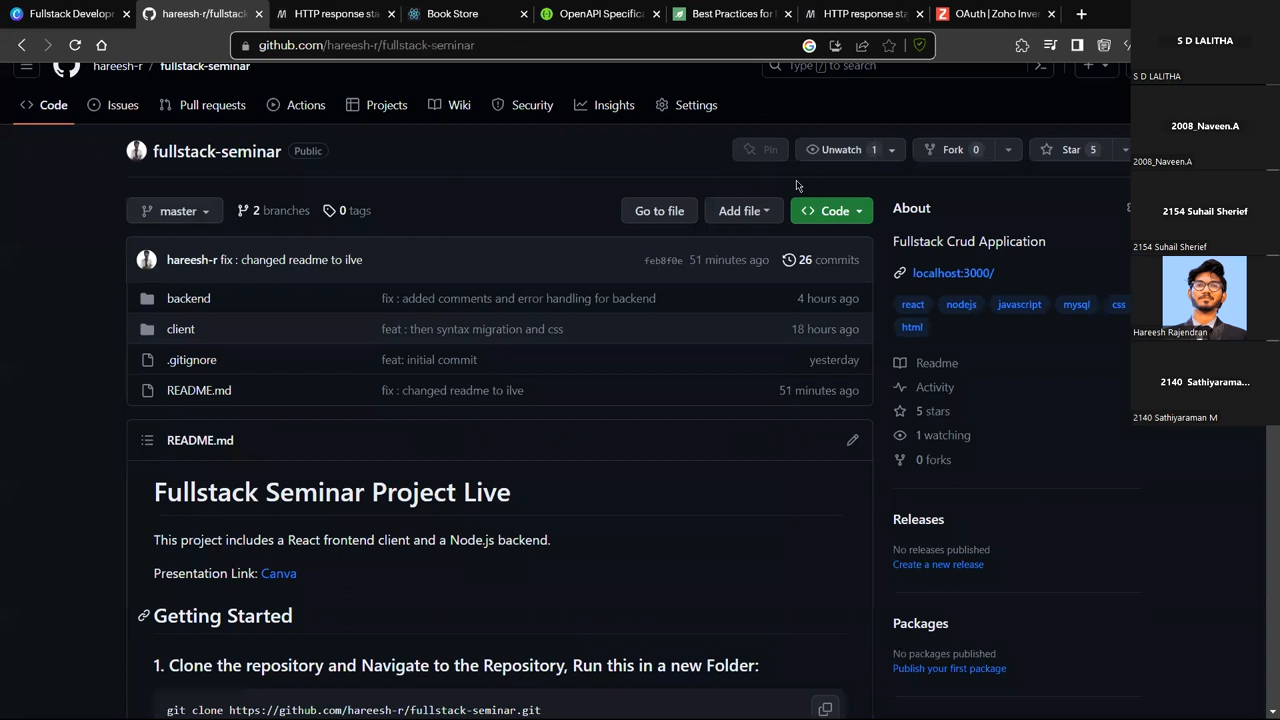 Fullstack Develop
hareesh-r/fullstack
HTTP response sta
Book Store
OpenAPI Specifica
Best Practices for
HTTP response sta
OAuth | Zoho Inve
github.com/hareesh-r/fullstack-seminar
hareesh-r / fullstack-seminar
Type / to search
Code
Issues
Pull requests
Actions
Projects
Wiki
Security
Insights
Settings
fullstack-seminar Public
Pin
Unwatch 1
Fork 0
Star 5
master
2 branches
0 tags
Go to file
Add file
Code
hareesh-r fix : changed readme to ilve feb8f0e 51 minutes ago 26 commits
backend fix : added comments and error handling for backend 4 hours ago
client feat : then syntax migration and css 18 hours ago
.gitignore feat: initial commit yesterday
README.md fix : changed readme to ilve 51 minutes ago
README.md
Fullstack Seminar Project Live
This project includes a React frontend client and a Node.js backend.
Presentation Link: Canva
Getting Started
1. Clone the repository and Navigate to the Repository, Run this in a new Folder:
git clone https://github.com/hareesh-r/fullstack-seminar.git
About
Fullstack Crud Application
localhost:3000/
react nodejs javascript mysql css
html
Readme
Activity
5 stars
1 watching
0 forks
Releases
No releases published
Create a new release
Packages
No packages published
Publish your first package
S D LALITHA
S D LALITHA
2008_Naveen.A
2008_Naveen.A
2154 Suhail Sherief
2154 Suhail Sherief
Hareesh Rajendran
2140 Sathiyarama...
2140 Sathiyaraman M